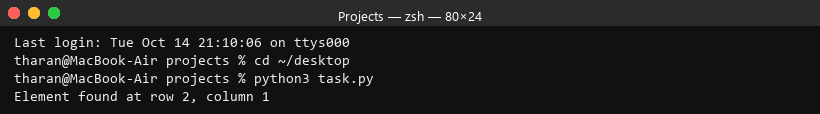 Projects — zsh — 80×24
Last login: Tue Oct 14 21:10:06 on ttys000
tharan@MacBook-Air projects % cd ~/desktop
tharan@MacBook-Air projects % python3 task.py
Element found at row 2, column 1